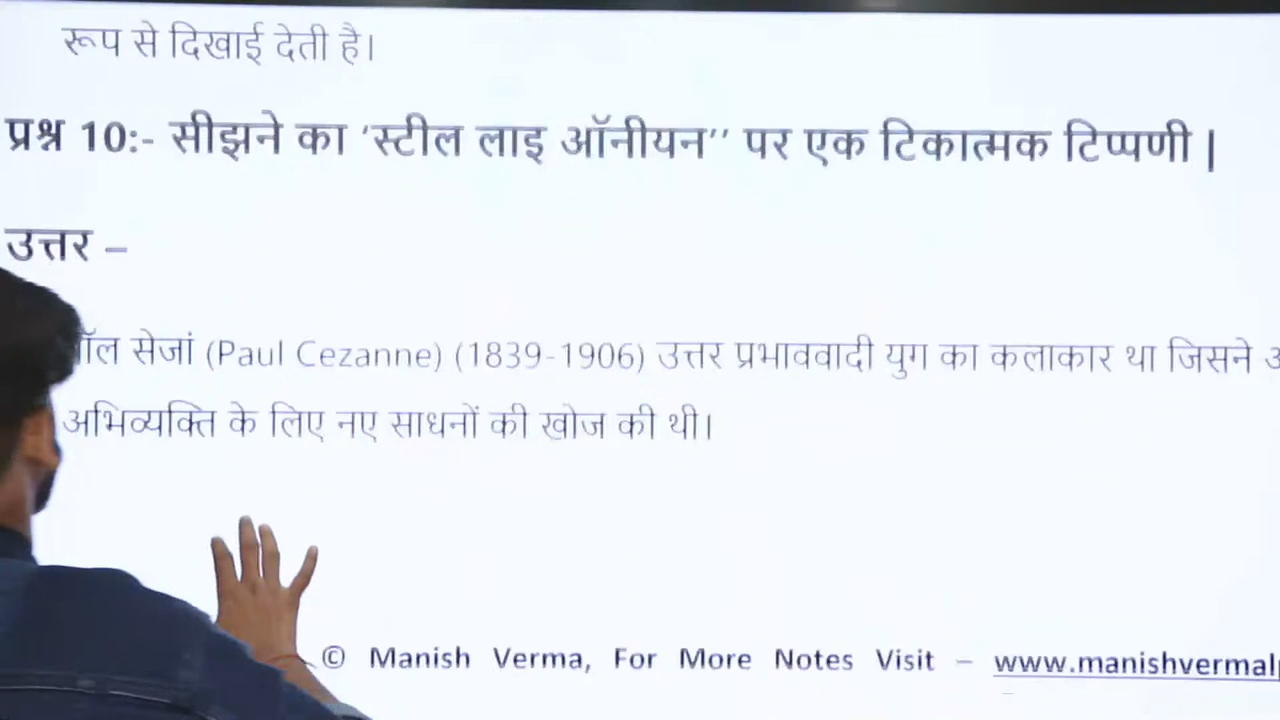 रूप से दिखाई देती है।
प्रश्न 10:- सीझने का ’स्टील लाइ ऑनीयन’’ पर एक टिकात्मक टिप्पणी |
उत्तर –
सेजां (Paul Cezanne) (1839-1906) उत्तर प्रभाववादी युग का कलाकार था जिसने
अभिव्यक्ति के लिए नए साधनों की खोज की थी।
© Manish Verma, For More Notes Visit – www.manishvermal